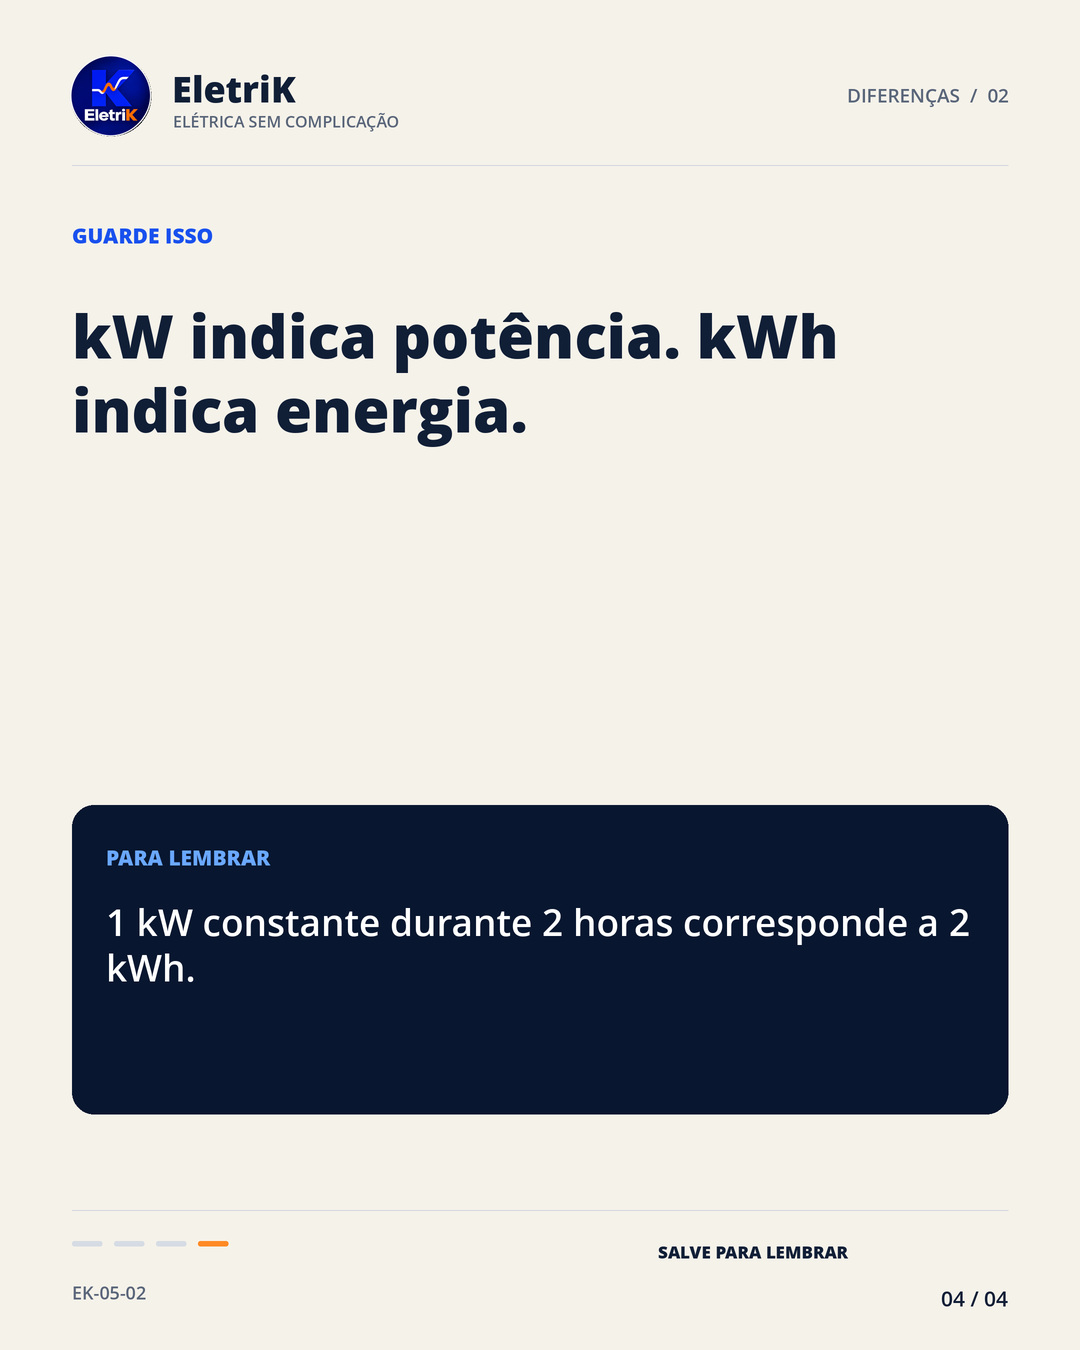 EletriK
EletriK
ELÉTRICA SEM COMPLICAÇÃO
DIFERENÇAS / 02
GUARDE ISSO
kW indica potência. kWh
indica energia.
PARA LEMBRAR
1 kW constante durante 2 horas corresponde a 2
kWh.
SALVE PARA LEMBRAR
EK-05-02
04 / 04